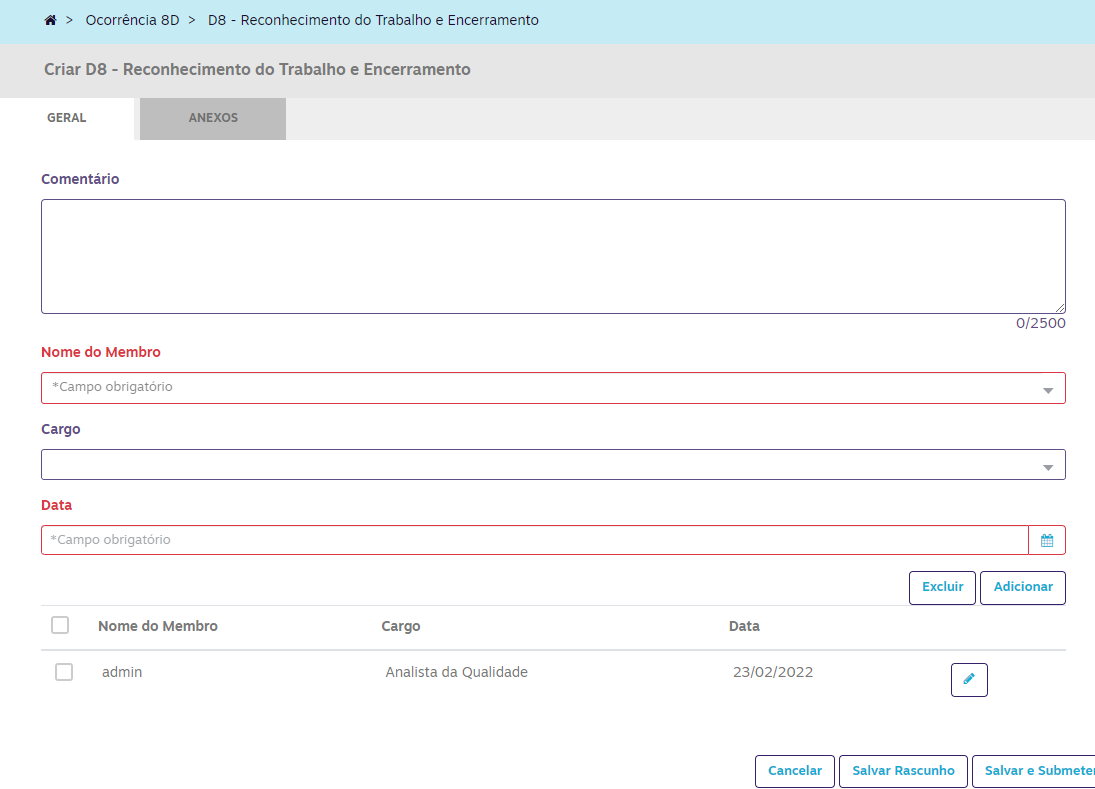 > Ocorrência 8D > D8 - Reconhecimento do Trabalho e Encerramento
Criar D8 - Reconhecimento do Trabalho e Encerramento
GERAL ANEXOS
Comentário
0/2500
Nome do Membro
*Campo obrigatório
Cargo
Data
*Campo obrigatório
Excluir Adicionar
Nome do Membro Cargo Data
admin Analista da Qualidade 23/02/2022
Cancelar Salvar Rascunho Salvar e Submeter